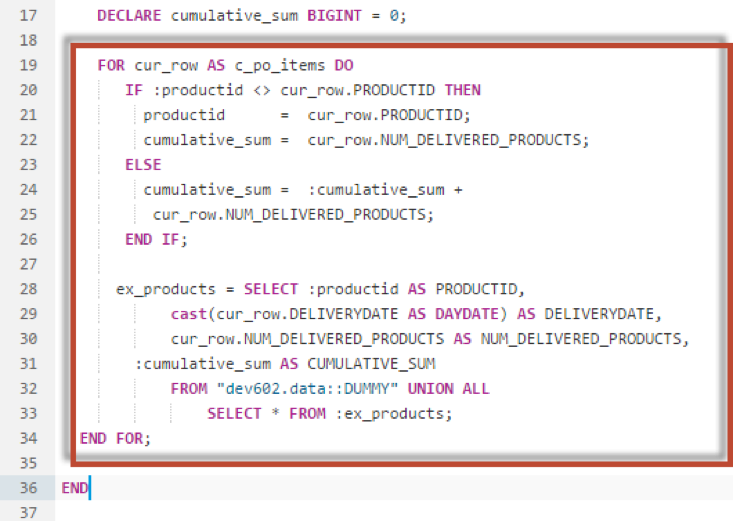 17 DECLARE cumulative_sum BIGINT = 0;
18
19 FOR cur_row AS c_po_items DO
20 IF :productid <> cur_row.PRODUCTID THEN
21 productid = cur_row.PRODUCTID;
22 cumulative_sum = cur_row.NUM_DELIVERED_PRODUCTS;
23 ELSE
24 cumulative_sum = :cumulative_sum +
25 cur_row.NUM_DELIVERED_PRODUCTS;
26 END IF;
27
28 ex_products = SELECT :productid AS PRODUCTID,
29 cast(cur_row.DELIVERYDATE AS DAYDATE) AS DELIVERYDATE,
30 cur_row.NUM_DELIVERED_PRODUCTS AS NUM_DELIVERED_PRODUCTS,
31 :cumulative_sum AS CUMULATIVE_SUM
32 FROM "dev602.data::DUMMY" UNION ALL
33 SELECT * FROM :ex_products;
34 END FOR;
35
36 END
37